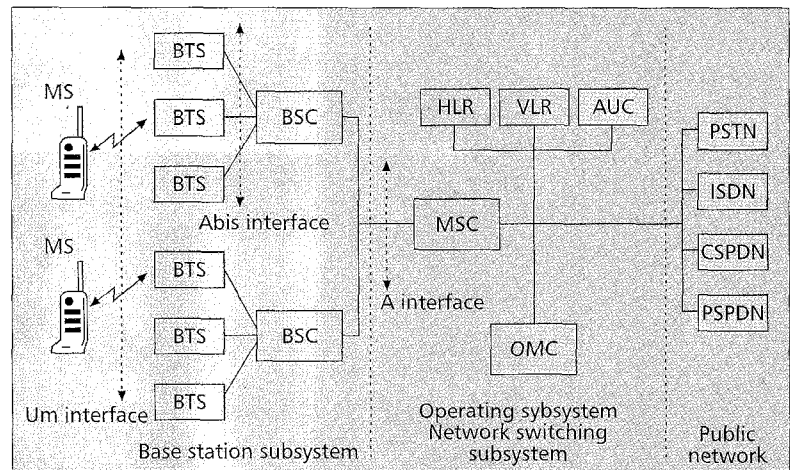 MS
BTS
BTS
BTS
BSC
Abis interface
MS
BTS
BTS
BTS
BSC
Um interface
Base station subsystem
HLR
VLR
AUC
MSC
A interface
OMC
Operating sybsystem
Network switching
subsystem
PSTN
ISDN
CSPDN
PSPDN
Public
network